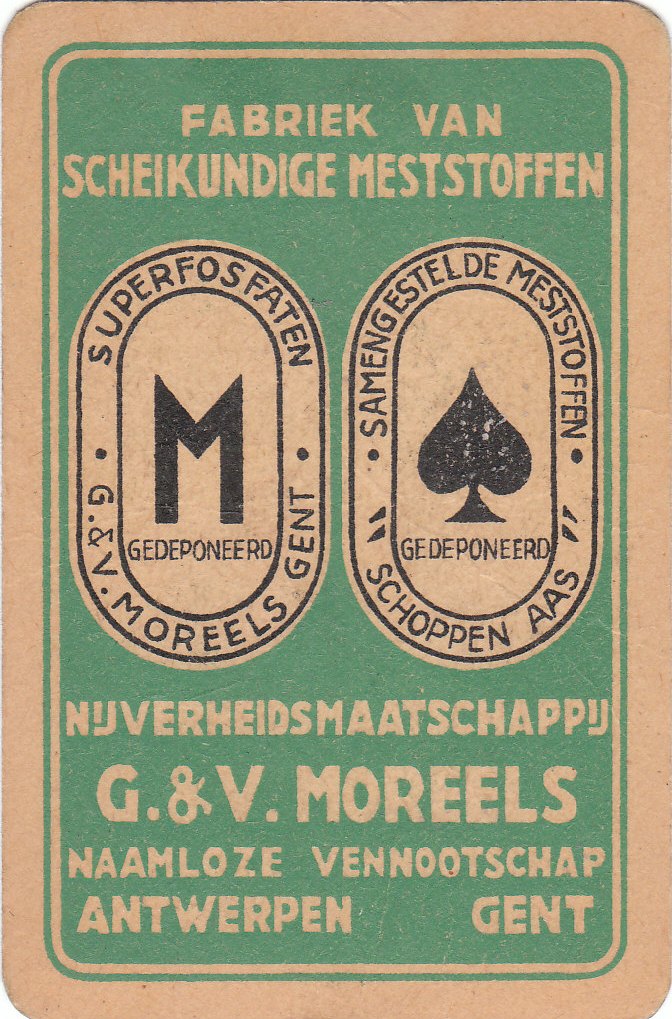 FABRIEK VAN
SCHEIKUNDIGE MESTSTOFFEN
SUPERFOSFATEN
M
GEDEPONEERD
• G. & V. MOREELS GENT •
• SAMENGESTELDE MESTSTOFFEN •
GEDEPONEERD
"SCHOPPEN AAS"
NIJVERHEIDSMAATSCHAPPIJ
G. & V. MOREELS
NAAMLOZE VENNOOTSCHAP
ANTWERPEN GENT